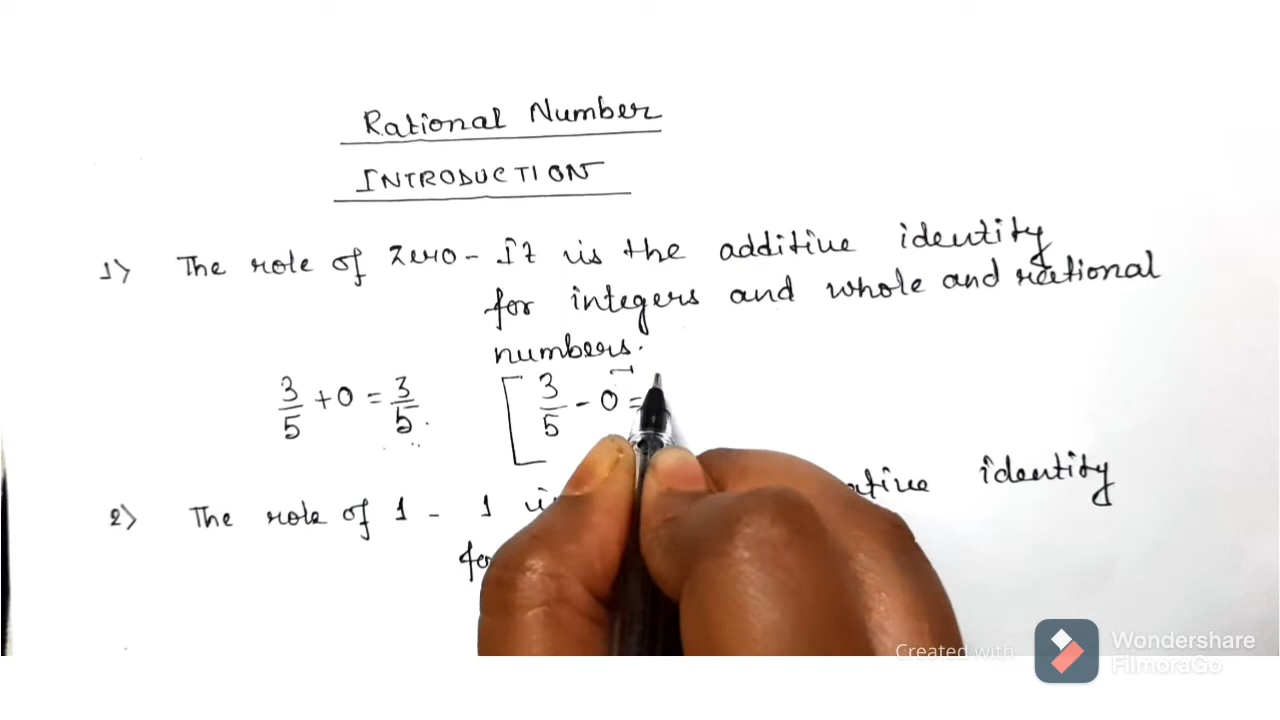 Rational Number
INTRODUCTION
1) The role of Zero - It is the additive identity
for integers and whole and rational
numbers.
3/5 + 0 = 3/5. [ 3/5 - 0 =
2) The role of 1 - 1 identity
Created with Wondershare FilmoraGo